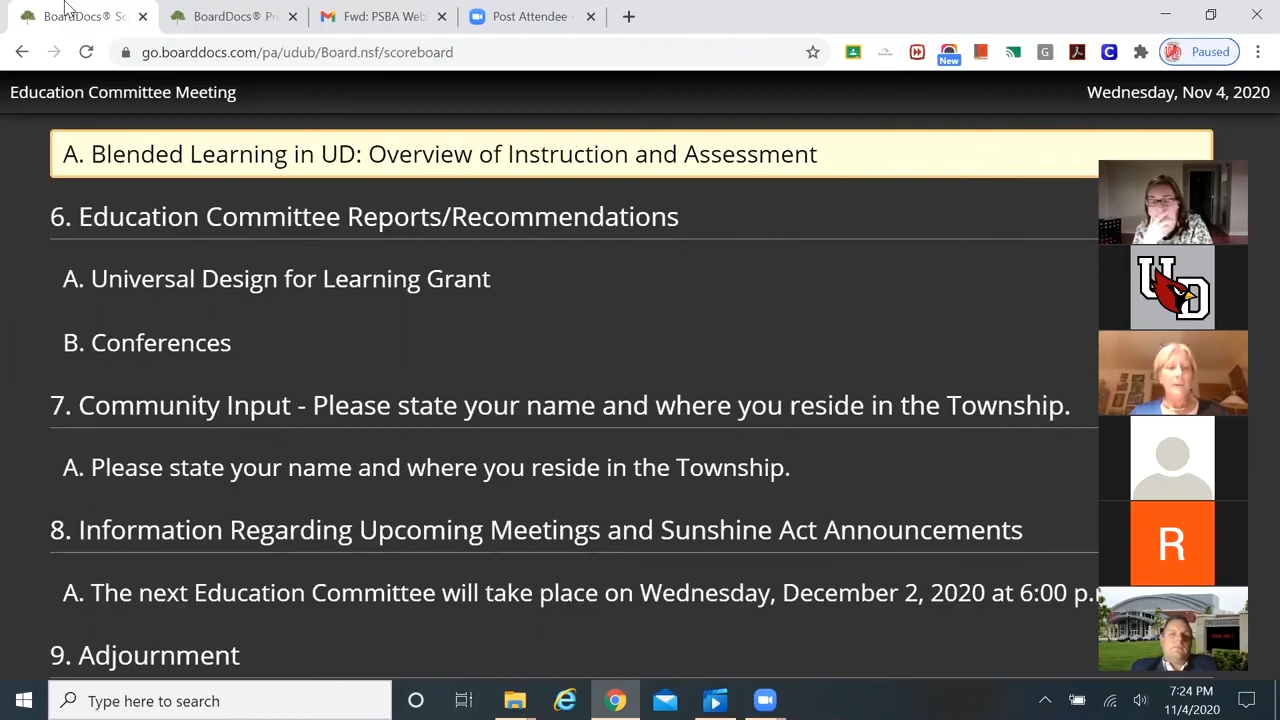 BoardDocs® Sc
BoardDocs® Pr
Fwd: PSBA Web
Post Attendee -
go.boarddocs.com/pa/udub/Board.nsf/scoreboard
New
G
C
Paused
Education Committee Meeting
Wednesday, Nov 4, 2020
A. Blended Learning in UD: Overview of Instruction and Assessment
6. Education Committee Reports/Recommendations
A. Universal Design for Learning Grant
B. Conferences
7. Community Input - Please state your name and where you reside in the Township.
A. Please state your name and where you reside in the Township.
8. Information Regarding Upcoming Meetings and Sunshine Act Announcements
A. The next Education Committee will take place on Wednesday, December 2, 2020 at 6:00 p.
9. Adjournment
UD
R
Type here to search
7:24 PM
11/4/2020